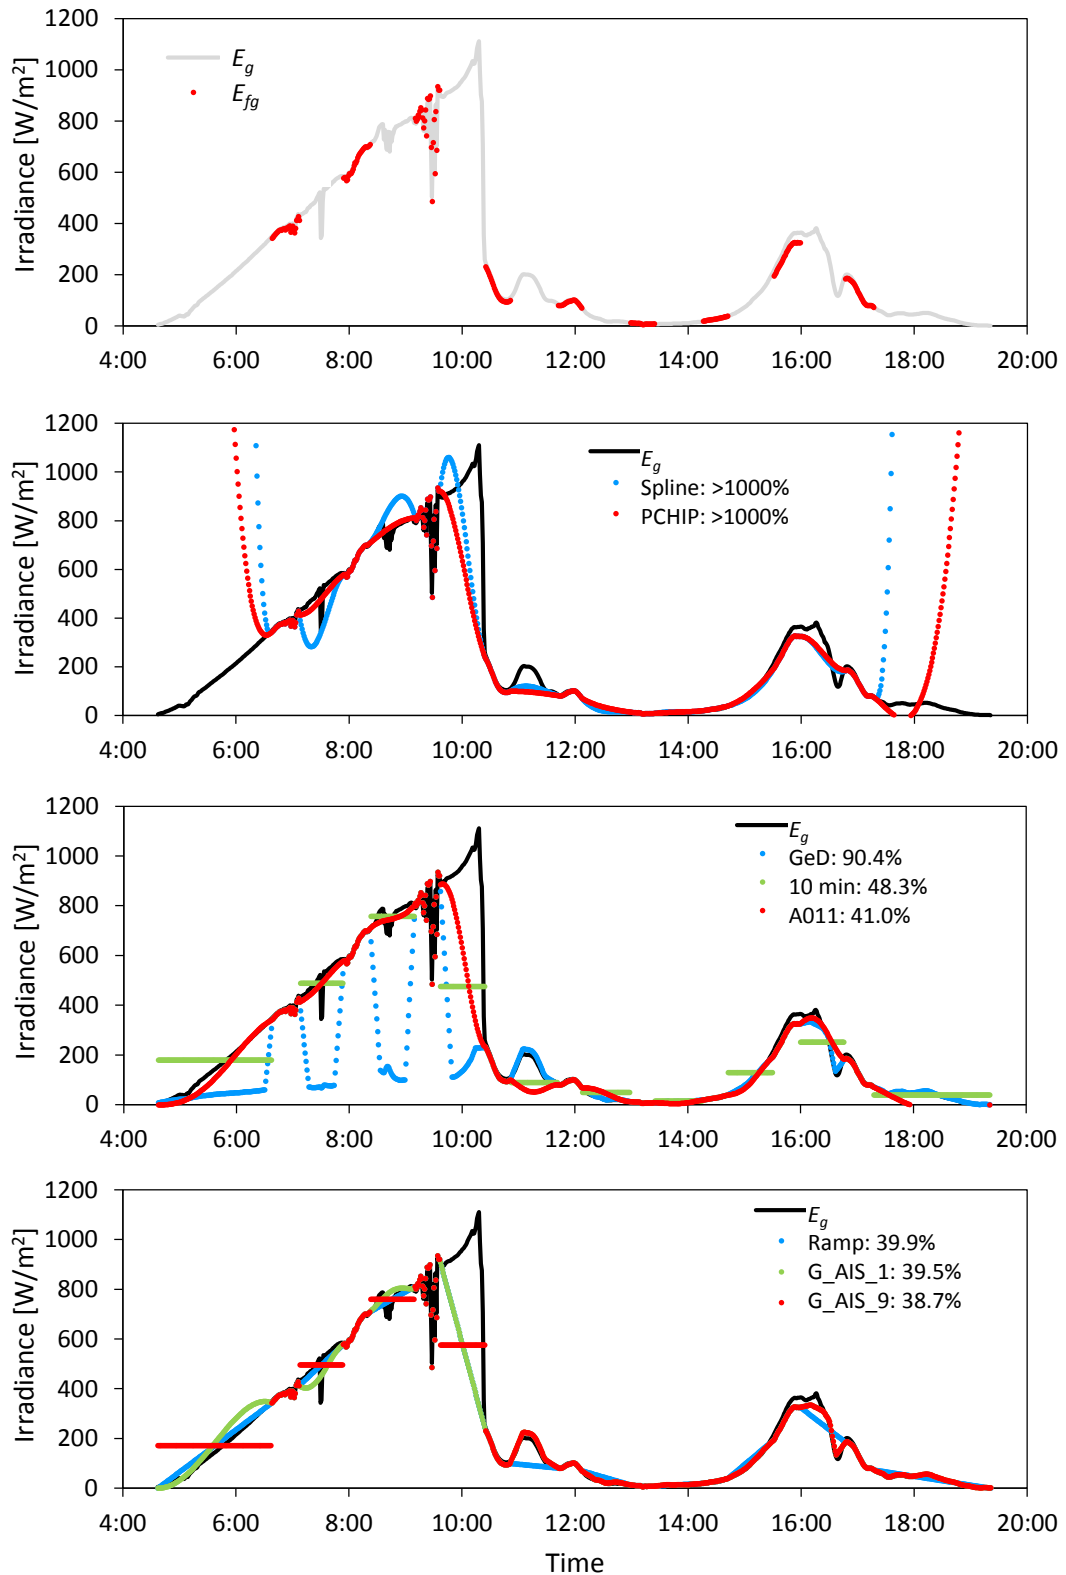 Irradiance [W/m²]
1200
1000
800
600
400
200
0
E_g
E_fg
4:00 6:00 8:00 10:00 12:00 14:00 16:00 18:00 20:00
Irradiance [W/m²]
1200
1000
800
600
400
200
0
E_g
Spline: >1000%
PCHIP: >1000%
4:00 6:00 8:00 10:00 12:00 14:00 16:00 18:00 20:00
Irradiance [W/m²]
1200
1000
800
600
400
200
0
E_g
GeD: 90.4%
10 min: 48.3%
A011: 41.0%
4:00 6:00 8:00 10:00 12:00 14:00 16:00 18:00 20:00
Irradiance [W/m²]
1200
1000
800
600
400
200
0
E_g
Ramp: 39.9%
G_AIS_1: 39.5%
G_AIS_9: 38.7%
4:00 6:00 8:00 10:00 12:00 14:00 16:00 18:00 20:00
Time